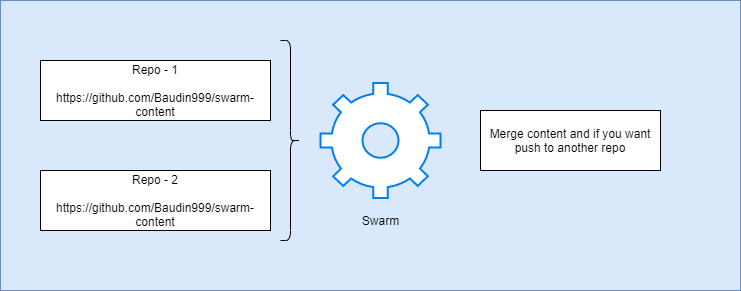 Repo - 1
https://github.com/Baudin999/swarm-
content
Repo - 2
https://github.com/Baudin999/swarm-
content
Swarm
Merge content and if you want
push to another repo